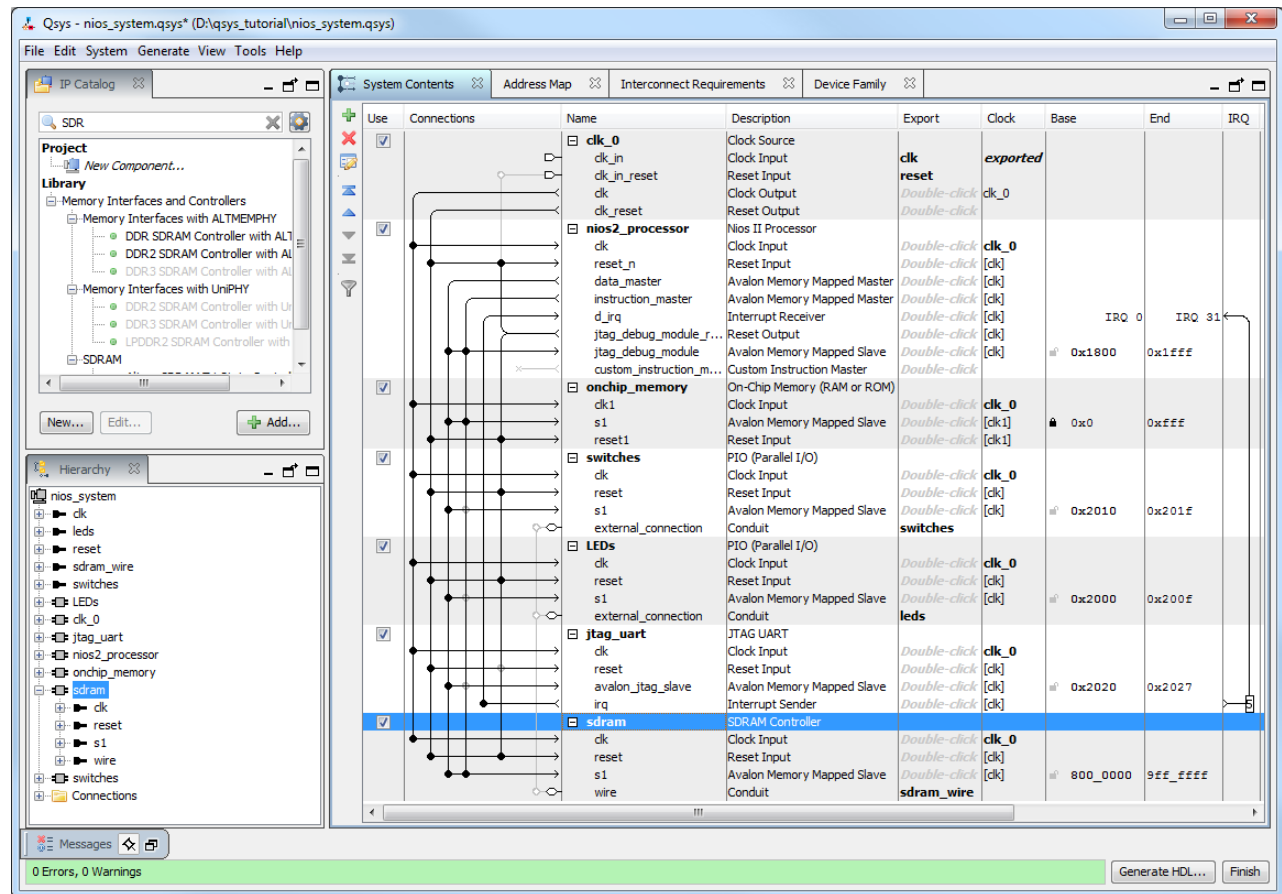 Qsys - nios_system.qsys* (D:\qsys_tutorial\nios_system.qsys)
File Edit System Generate View Tools Help
IP Catalog
SDR
Project
New Component...
Library
Memory Interfaces and Controllers
Memory Interfaces with ALTMEMPHY
DDR SDRAM Controller with ALT
DDR2 SDRAM Controller with AL
DDR3 SDRAM Controller with AL
Memory Interfaces with UniPHY
DDR2 SDRAM Controller with Un
DDR3 SDRAM Controller with Un
LPDDR2 SDRAM Controller with
SDRAM
New... Edit... Add...
Hierarchy
nios_system
clk
leds
reset
sdram_wire
switches
LEDs
clk_0
jtag_uart
nios2_processor
onchip_memory
sdram
clk
reset
s1
wire
switches
Connections
System Contents Address Map Interconnect Requirements Device Family
Use Connections Name Description Export Clock Base End IRQ
clk_0 Clock Source
clk_in Clock Input clk exported
clk_in_reset Reset Input reset
clk Clock Output Double-click clk_0
clk_reset Reset Output Double-click
nios2_processor Nios II Processor
clk Clock Input Double-click clk_0
reset_n Reset Input Double-click [clk]
data_master Avalon Memory Mapped Master Double-click [clk]
instruction_master Avalon Memory Mapped Master Double-click [clk]
d_irq Interrupt Receiver Double-click [clk] IRQ 0 IRQ 31
jtag_debug_module_r... Reset Output Double-click [clk]
jtag_debug_module Avalon Memory Mapped Slave Double-click [clk] 0x1800 0x1fff
custom_instruction_m... Custom Instruction Master Double-click
onchip_memory On-Chip Memory (RAM or ROM)
clk1 Clock Input Double-click clk_0
s1 Avalon Memory Mapped Slave Double-click [clk1] 0x0 0xfff
reset1 Reset Input Double-click [clk1]
switches PIO (Parallel I/O)
clk Clock Input Double-click clk_0
reset Reset Input Double-click [clk]
s1 Avalon Memory Mapped Slave Double-click [clk] 0x2010 0x201f
external_connection Conduit switches
LEDs PIO (Parallel I/O)
clk Clock Input Double-click clk_0
reset Reset Input Double-click [clk]
s1 Avalon Memory Mapped Slave Double-click [clk] 0x2000 0x200f
external_connection Conduit leds
jtag_uart JTAG UART
clk Clock Input Double-click clk_0
reset Reset Input Double-click [clk]
avalon_jtag_slave Avalon Memory Mapped Slave Double-click [clk] 0x2020 0x2027
irq Interrupt Sender Double-click [clk] 5
sdram SDRAM Controller
clk Clock Input Double-click clk_0
reset Reset Input Double-click [clk]
s1 Avalon Memory Mapped Slave Double-click [clk] 800_0000 9ff_ffff
wire Conduit sdram_wire
Messages
0 Errors, 0 Warnings
Generate HDL... Finish